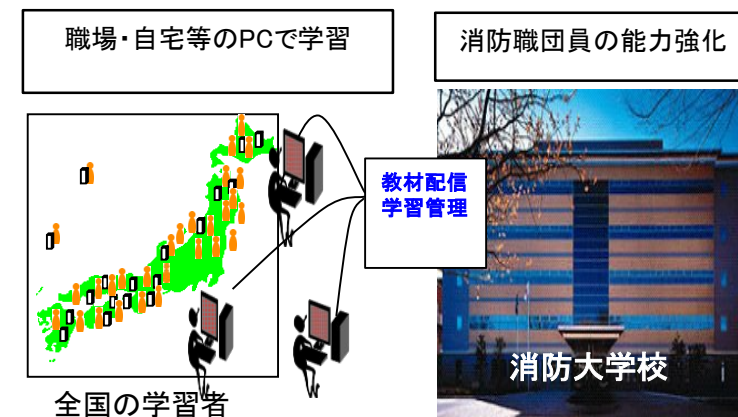 職場・自宅等のPCで学習
消防職団員の能力強化
教材配信
学習管理
消防大学校
全国の学習者